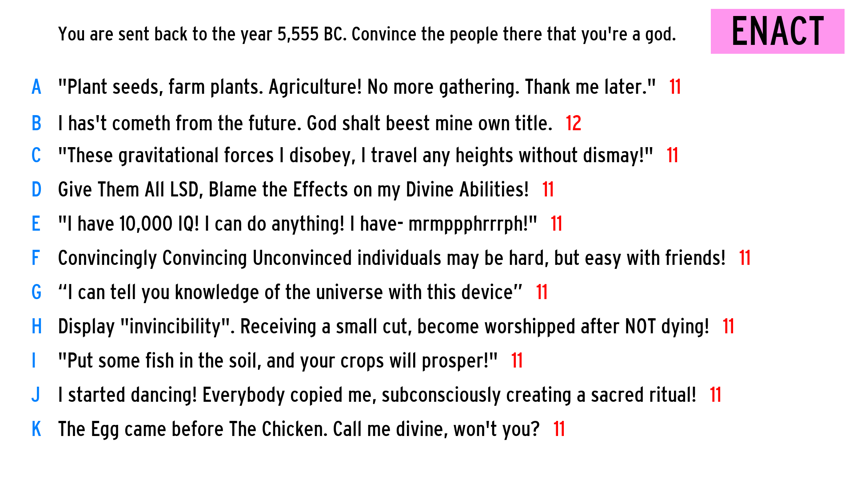 You are sent back to the year 5,555 BC. Convince the people there that you're a god.
ENACT
A "Plant seeds, farm plants. Agriculture! No more gathering. Thank me later." 11
B I has't cometh from the future. God shalt beest mine own title. 12
C "These gravitational forces I disobey, I travel any heights without dismay!" 11
D Give Them All LSD, Blame the Effects on my Divine Abilities! 11
E "I have 10,000 IQ! I can do anything! I have- mrmppphrrrph!" 11
F Convincingly Convincing Unconvinced individuals may be hard, but easy with friends! 11
G “I can tell you knowledge of the universe with this device” 11
H Display "invincibility". Receiving a small cut, become worshipped after NOT dying! 11
I "Put some fish in the soil, and your crops will prosper!" 11
J I started dancing! Everybody copied me, subconsciously creating a sacred ritual! 11
K The Egg came before The Chicken. Call me divine, won't you? 11